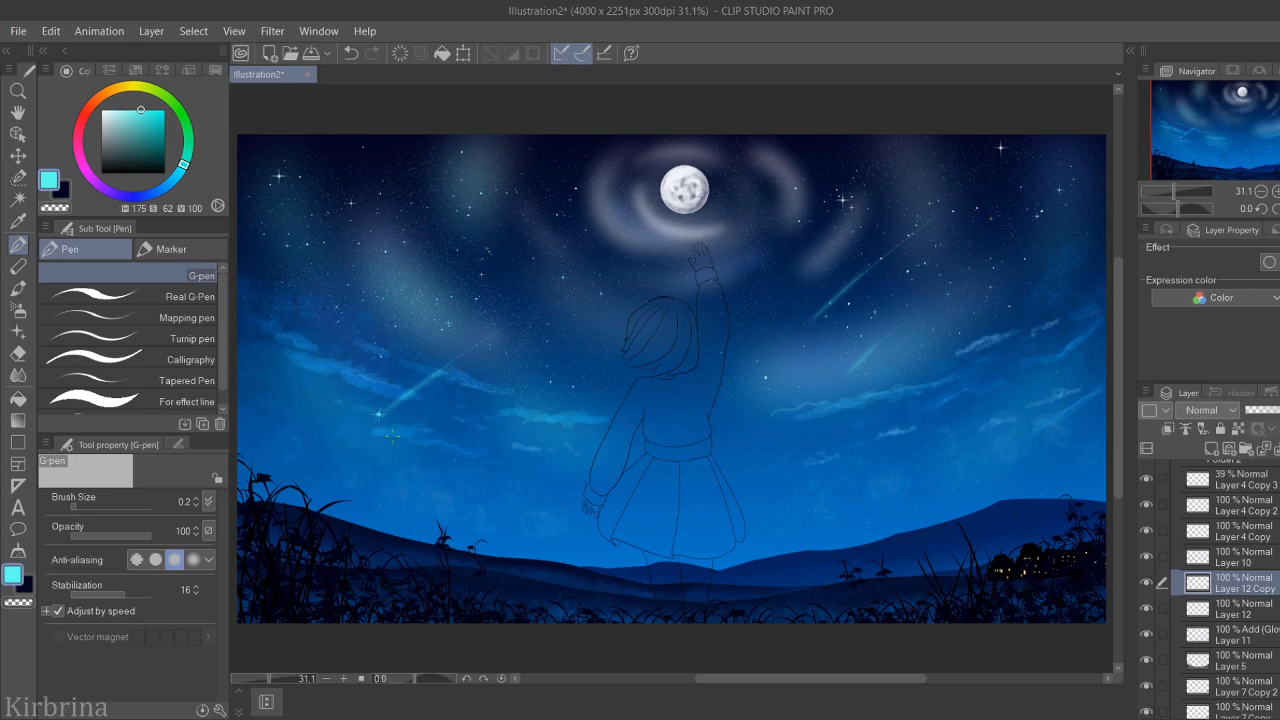 Illustration2* (4000 x 2251px 300dpi 31.1%) - CLIP STUDIO PAINT PRO
File Edit Animation Layer Select View Filter Window Help
Illustration2*
Navigator
H 175 S 62 V 100
Sub Tool [Pen]
Pen Marker
G-pen
Real G-Pen
Mapping pen
Turnip pen
Calligraphy
Tapered Pen
For effect line
Tool property [G-pen]
G-pen
Brush Size 0.2
Opacity 100
Anti-aliasing
Stabilization 16
Adjust by speed
Vector magnet
31.1 0.0
31.1
0.0
Layer Property
Effect
Expression color
Color
Layer History
Normal
39 % Normal
Layer 4 Copy 3
100 % Normal
Layer 4 Copy 2
100 % Normal
Layer 4 Copy
100 % Normal
Layer 10
100 % Normal
Layer 12 Copy
100 % Normal
Layer 12
100 % Add (Glo
Layer 11
100 % Normal
Layer 5
100 % Normal
Layer 7 Copy 2
100 % Normal
Layer 7 Copy
Kirbrina